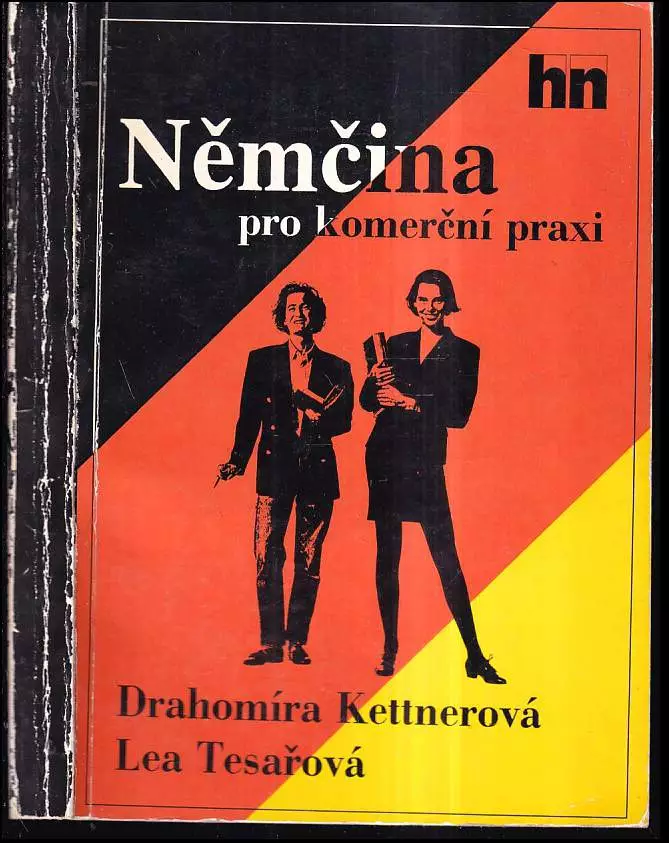 hn
Němčina
pro komerční praxi
Drahomíra Kettnerová
Lea Tesařová